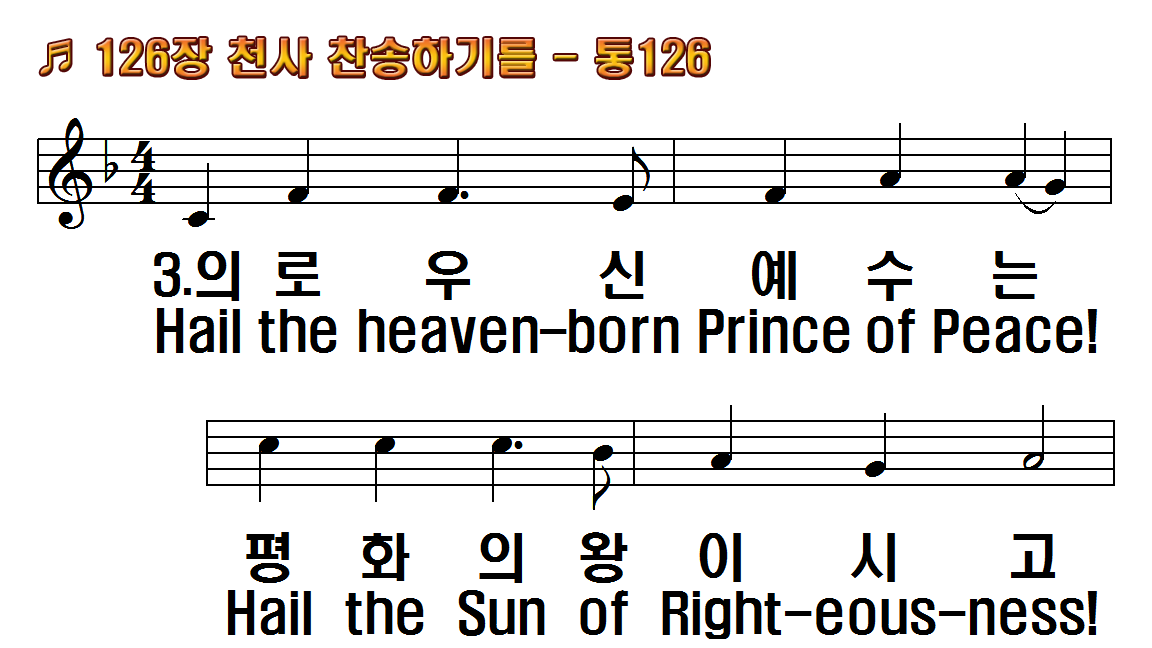 ♬ 126장 천사 찬송하기를 - 통126
4
4
3.의 로 우 신 예 수 는
Hail the heaven-born Prince of Peace!
평 화 의 왕 이 시 고
Hail the Sun of Right-eous-ness!